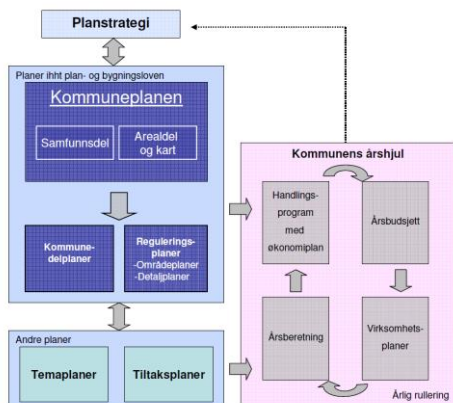 Planstrategi
Planer ihht plan- og bygningsloven
Kommuneplanen
Samfunnsdel
Arealdel
og kart
Kommune-
delplaner
Regulerings-
planer
-Områdeplaner
-Detaljplaner
Andre planer
Temaplaner
Tiltaksplaner
Kommunens årshjul
Handlings-
program
med
økonomiplan
Årsbudsjett
Årsberetning
Virksomhets-
planer
Årlig rullering